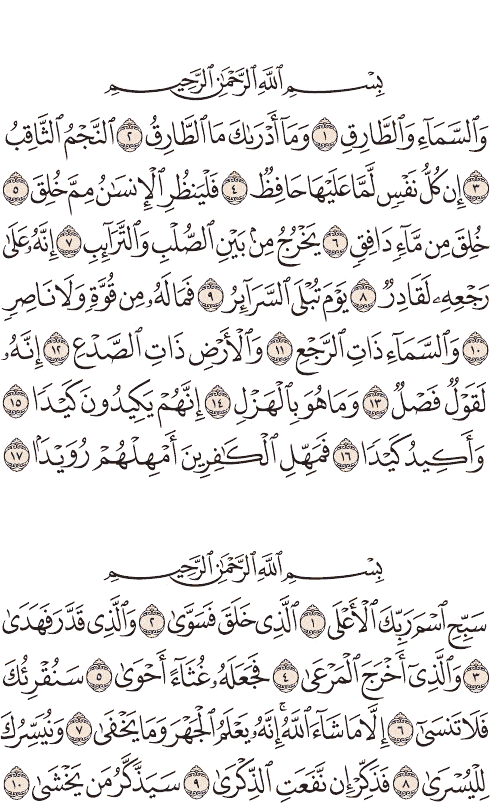 بِسْمِ ٱللَّهِ ٱلرَّحْمَٰنِ ٱلرَّحِيمِ
وَٱلسَّمَآءِ وَٱلطَّارِقِ ١ وَمَآ أَدْرَىٰكَ مَا ٱلطَّارِقُ ٢ ٱلنَّجْمُ ٱلثَّاقِبُ
٣ إِن كُلُّ نَفْسٍ لَّمَّا عَلَيْهَا حَافِظٌ ٤ فَلْيَنظُرِ ٱلْإِنسَٰنُ مِمَّ خُلِقَ ٥
خُلِقَ مِن مَّآءٍ دَافِقٍ ٦ يَخْرُجُ مِنۢ بَيْنِ ٱلصُّلْبِ وَٱلتَّرَآئِبِ ٧ إِنَّهُۥ عَلَىٰ
رَجْعِهِۦ لَقَادِرٌ ٨ يَوْمَ تُبْلَى ٱلسَّرَآئِرُ ٩ فَمَا لَهُۥ مِن قُوَّةٍ وَلَا نَاصِرٍ
١٠ وَٱلسَّمَآءِ ذَاتِ ٱلرَّجْعِ ١١ وَٱلْأَرْضِ ذَاتِ ٱلصَّدْعِ ١٢ إِنَّهُۥ
لَقَوْلٌ فَصْلٌ ١٣ وَمَا هُوَ بِٱلْهَزْلِ ١٤ إِنَّهُمْ يَكِيدُونَ كَيْدًا ١٥
وَأَكِيدُ كَيْدًا ١٦ فَمَهِّلِ ٱلْكَٰفِرِينَ أَمْهِلْهُمْ رُوَيْدًۢا ١٧
بِسْمِ ٱللَّهِ ٱلرَّحْمَٰنِ ٱلرَّحِيمِ
سَبِّحِ ٱسْمَ رَبِّكَ ٱلْأَعْلَى ١ ٱلَّذِى خَلَقَ فَسَوَّىٰ ٢ وَٱلَّذِى قَدَّرَ فَهَدَىٰ
٣ وَٱلَّذِىٓ أَخْرَجَ ٱلْمَرْعَىٰ ٤ فَجَعَلَهُۥ غُثَآءً أَحْوَىٰ ٥ سَنُقْرِئُكَ
فَلَا تَنسَىٰٓ ٦ إِلَّا مَا شَآءَ ٱللَّهُ ۚ إِنَّهُۥ يَعْلَمُ ٱلْجَهْرَ وَمَا يَخْفَىٰ ٧ وَنُيَسِّرُكَ
لِلْيُسْرَىٰ ٨ فَذَكِّرْ إِن نَّفَعَتِ ٱلذِّكْرَىٰ ٩ سَيَذَّكَّرُ مَن يَخْشَىٰ ١٠